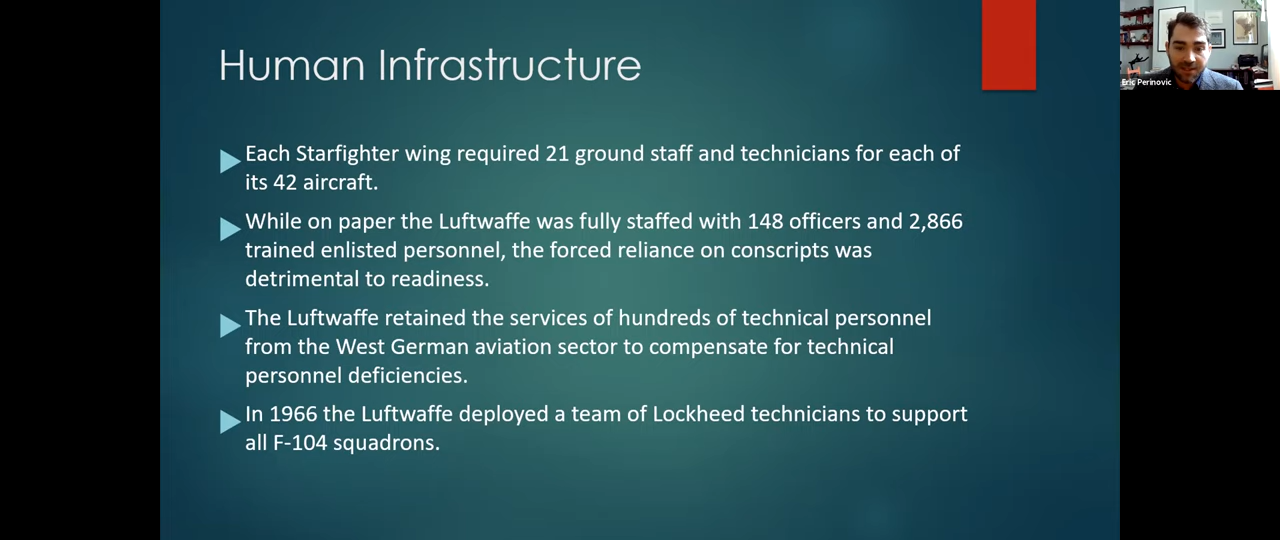 Human Infrastructure
Eric Perinovic
Each Starfighter wing required 21 ground staff and technicians for each of
its 42 aircraft.
While on paper the Luftwaffe was fully staffed with 148 officers and 2,866
trained enlisted personnel, the forced reliance on conscripts was
detrimental to readiness.
The Luftwaffe retained the services of hundreds of technical personnel
from the West German aviation sector to compensate for technical
personnel deficiencies.
In 1966 the Luftwaffe deployed a team of Lockheed technicians to support
all F-104 squadrons.